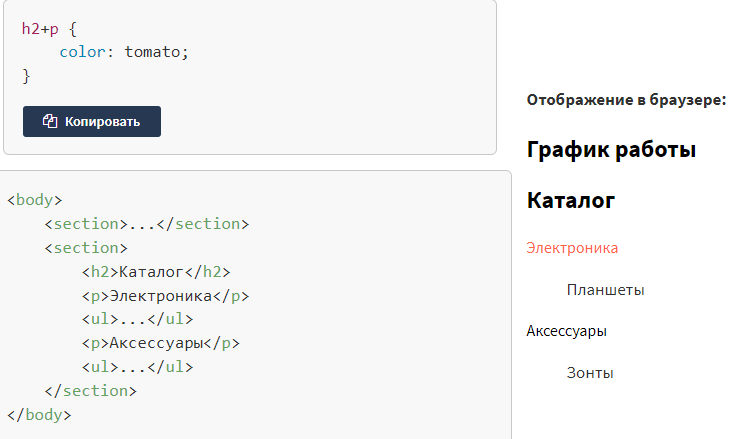 h2+p {
    color: tomato;
}
Копировать
<body>
    <section>...</section>
    <section>
        <h2>Каталог</h2>
        <p>Электроника</p>
        <ul>...</ul>
        <p>Аксессуары</p>
        <ul>...</ul>
    </section>
</body>
Отображение в браузере:
График работы
Каталог
Электроника
Планшеты
Аксессуары
Зонты